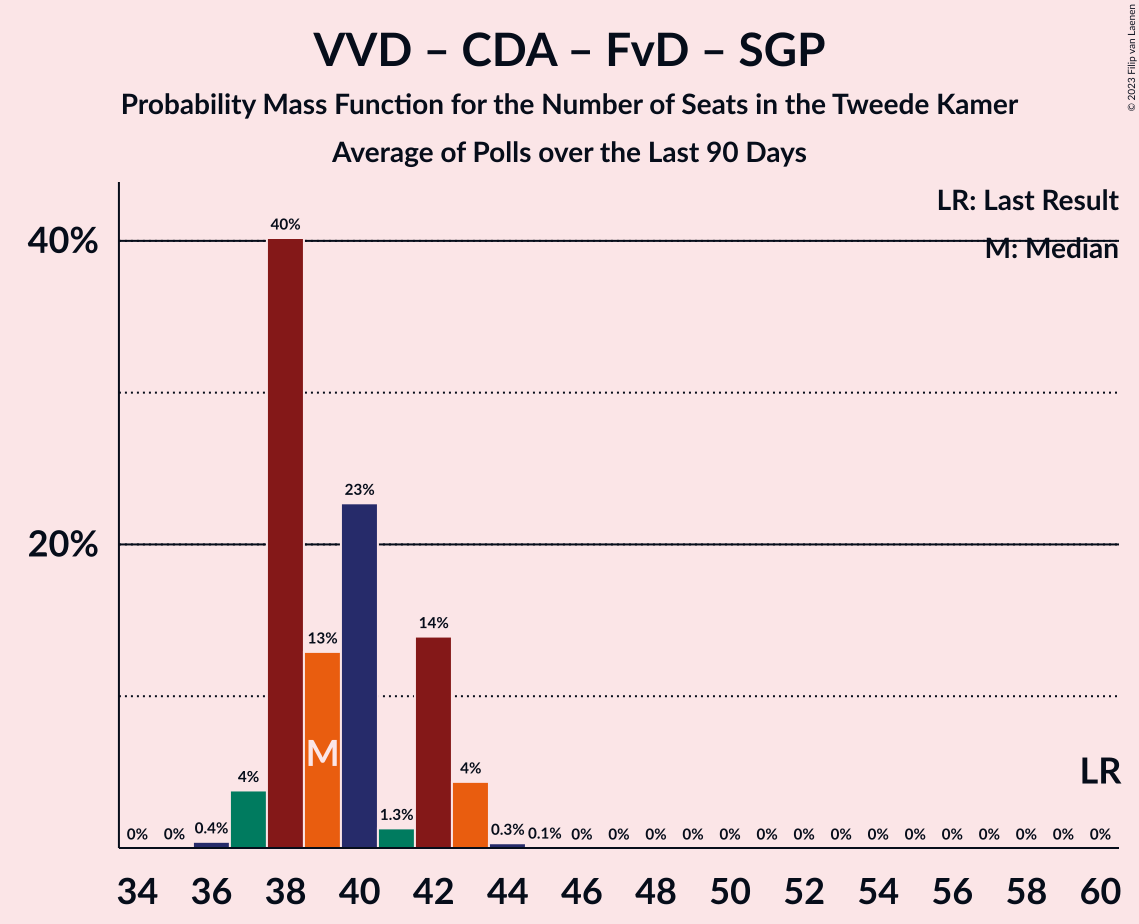 VVD – CDA – FvD – SGP
Probability Mass Function for the Number of Seats in the Tweede Kamer
Average of Polls over the Last 90 Days
© 2023 Filip van Laenen
LR: Last Result
M: Median
40%
20%
0% 0% 0.4% 4% 40% 13% 23% 1.3% 14% 4% 0.3% 0.1% 0% 0% 0% 0% 0% 0% 0% 0% 0% 0% 0% 0% 0% 0% 0%
M
LR
34 36 38 40 42 44 46 48 50 52 54 56 58 60